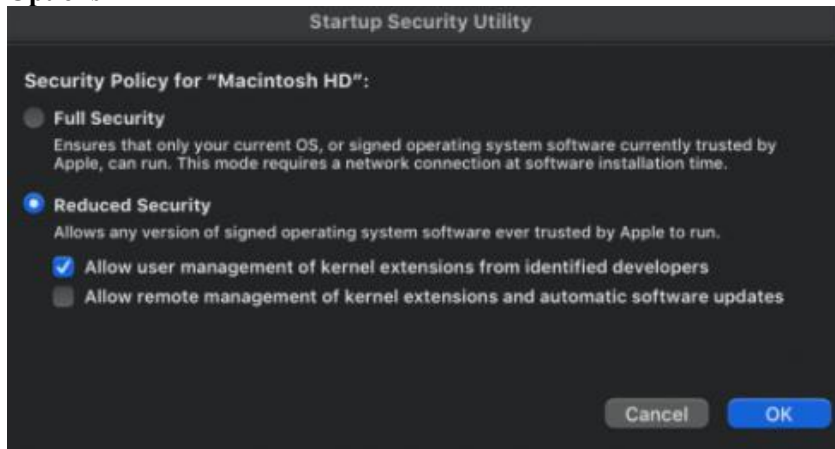 Startup Security Utility
Security Policy for "Macintosh HD":
Full Security
Ensures that only your current OS, or signed operating system software currently trusted by
Apple, can run. This mode requires a network connection at software installation time.
Reduced Security
Allows any version of signed operating system software ever trusted by Apple to run.
Allow user management of kernel extensions from identified developers
Allow remote management of kernel extensions and automatic software updates
Cancel OK